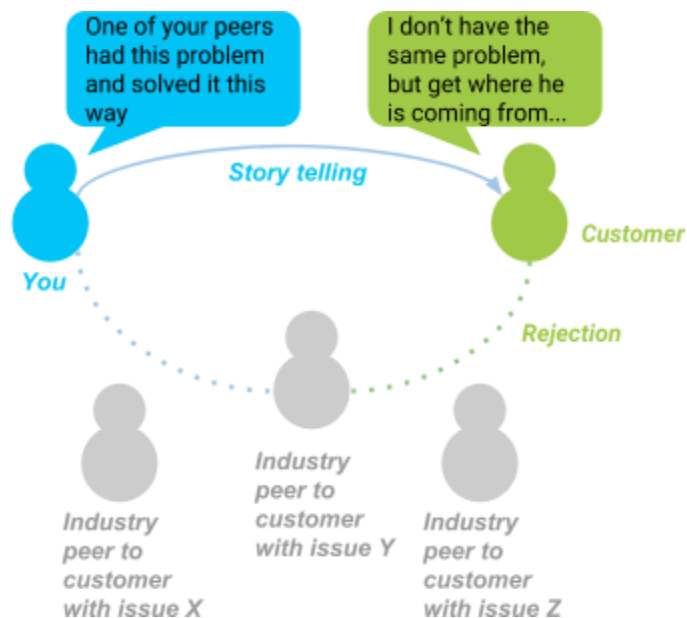 One of your peers
had this problem
and solved it this
way
I don't have the
same problem,
but get where he
is coming from...
Story telling
Customer
You
Rejection
Industry
peer to
customer
with issue Y
Industry
peer to
customer
with issue X
Industry
peer to
customer
with issue Z